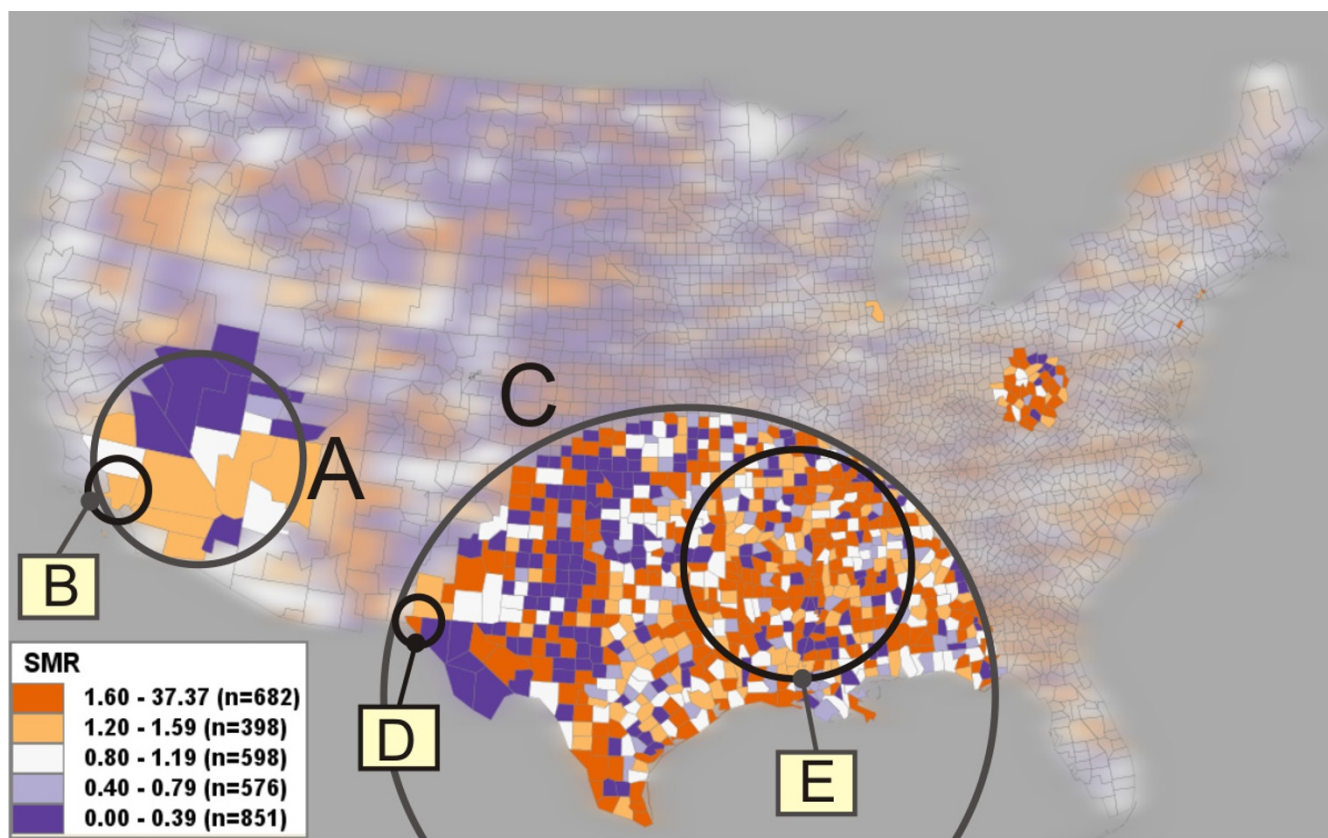 C
A
B
D
E
SMR
1.60 - 37.37 (n=682)
1.20 - 1.59 (n=398)
0.80 - 1.19 (n=598)
0.40 - 0.79 (n=576)
0.00 - 0.39 (n=851)